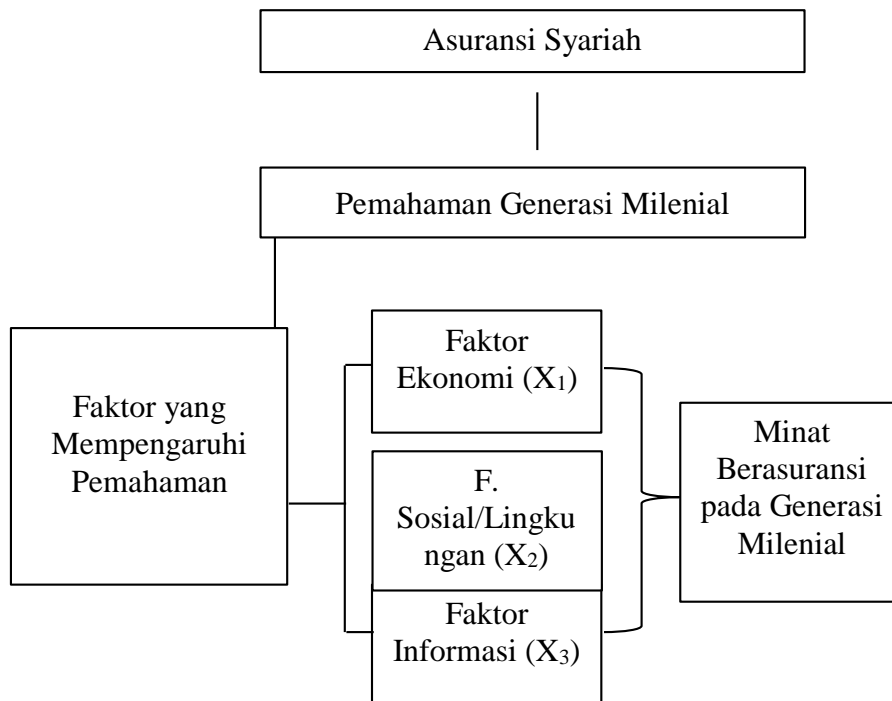 Asuransi Syariah
Pemahaman Generasi Milenial
Faktor yang
Mempengaruhi
Pemahaman
Faktor
Ekonomi (X₁)
F.
Sosial/Lingku
ngan (X₂)
Faktor
Informasi (X₃)
Minat
Berasuransi
pada Generasi
Milenial